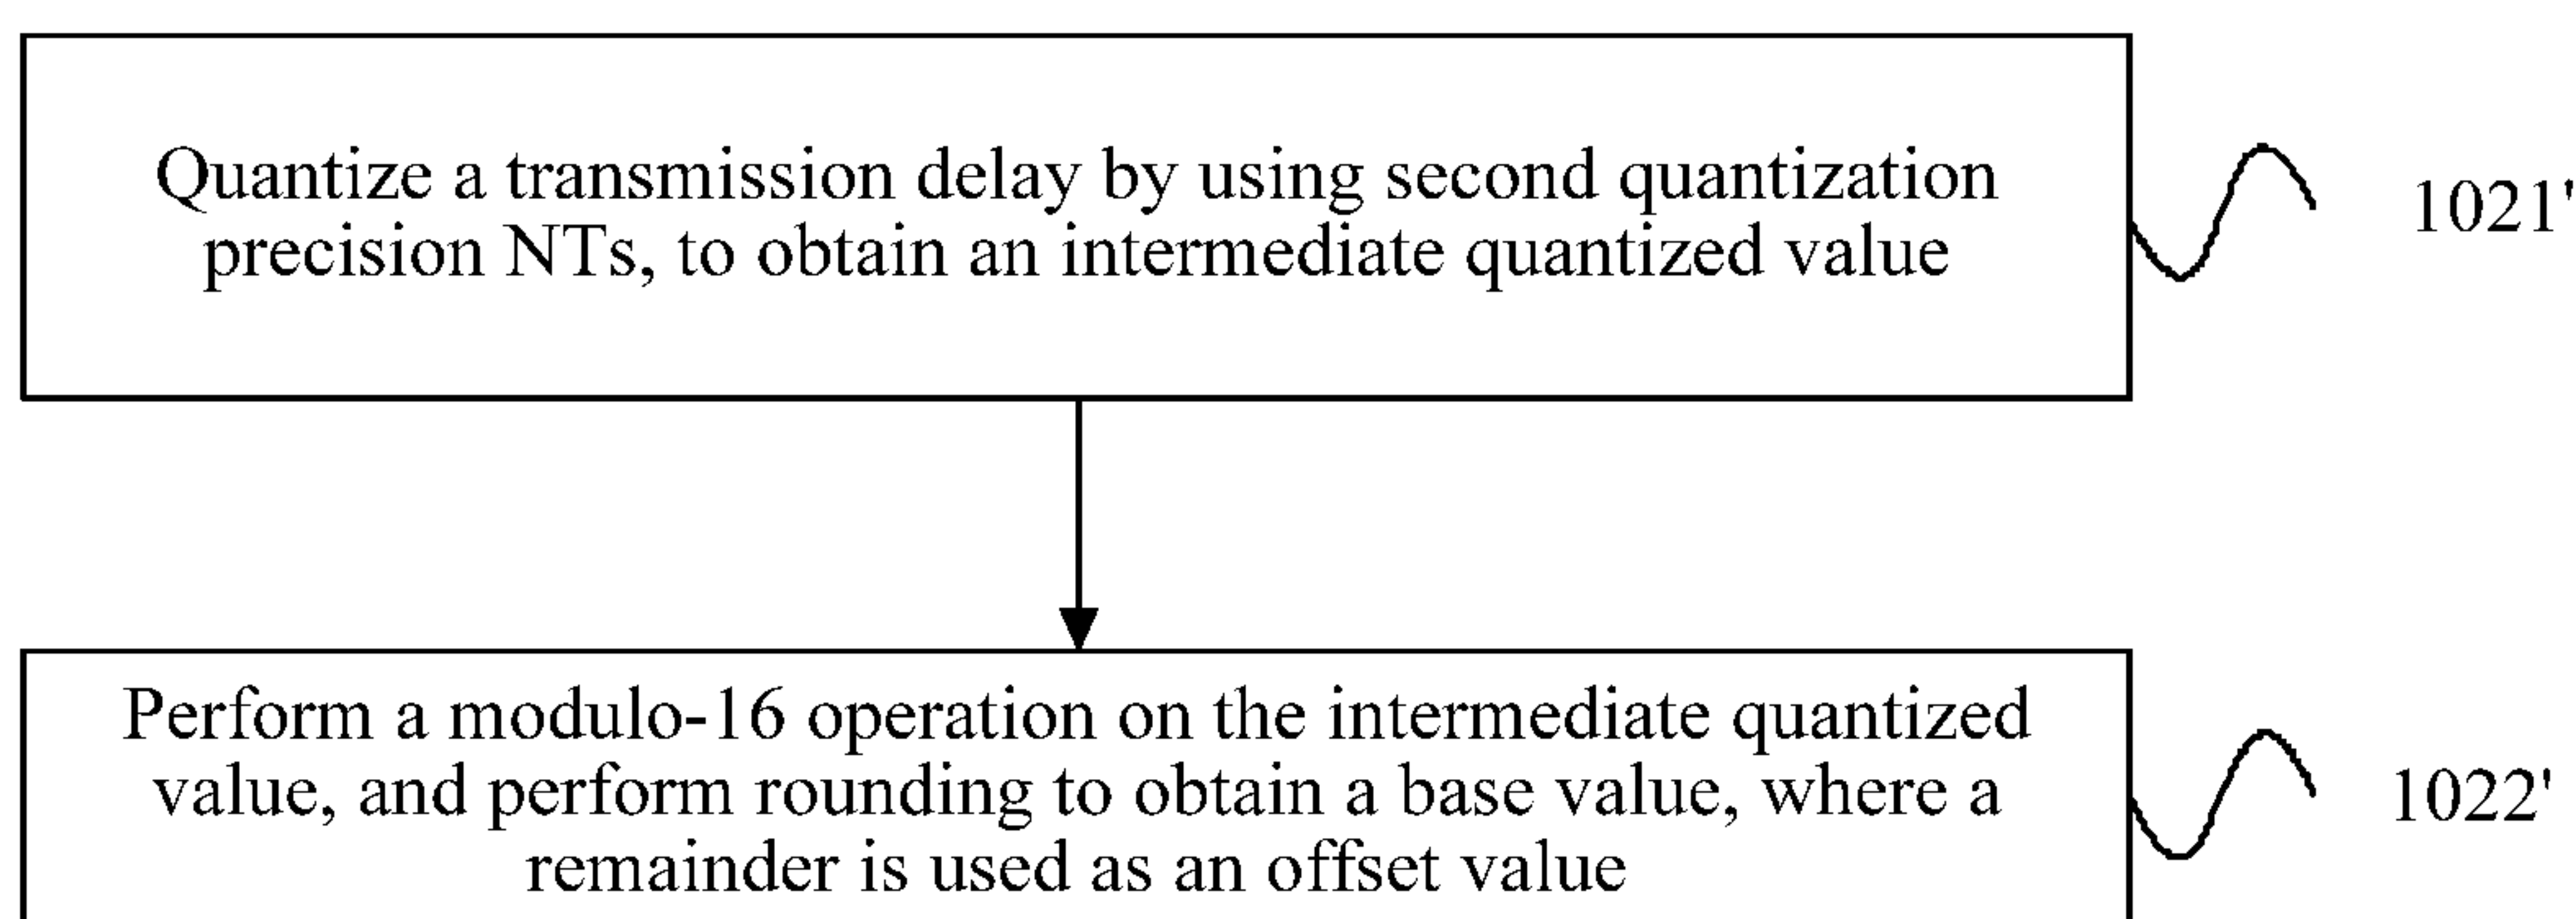 Quantize a transmission delay by using second quantization
precision NTs, to obtain an intermediate quantized value
1021'
Perform a modulo-16 operation on the intermediate quantized
value, and perform rounding to obtain a base value, where a
remainder is used as an offset value
1022'